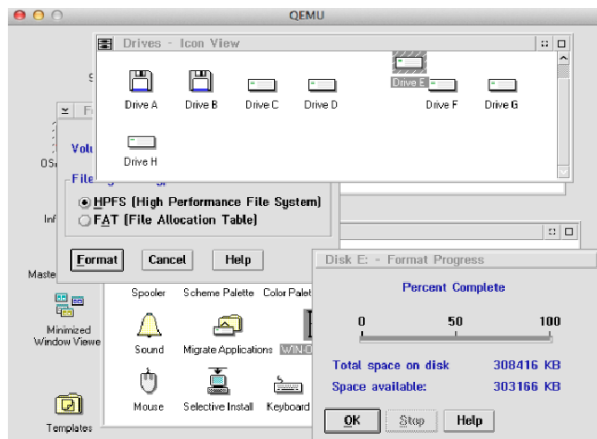 QEMU
Drives - Icon View
Drive A
Drive B
Drive C
Drive D
Drive E
Drive F
Drive G
Drive H
HPFS (High Performance File System)
FAT (File Allocation Table)
Format
Cancel
Help
Disk E: - Format Progress
Percent Complete
0 50 100
Total space on disk 308416 KB
Space available: 303166 KB
OK
Stop
Help
Spooler
Scheme Palette
Color Palet
Minimized
Window Viewe
Sound
Migrate Applications
WIN-O
Mouse
Selective Install
Keyboard
Templates